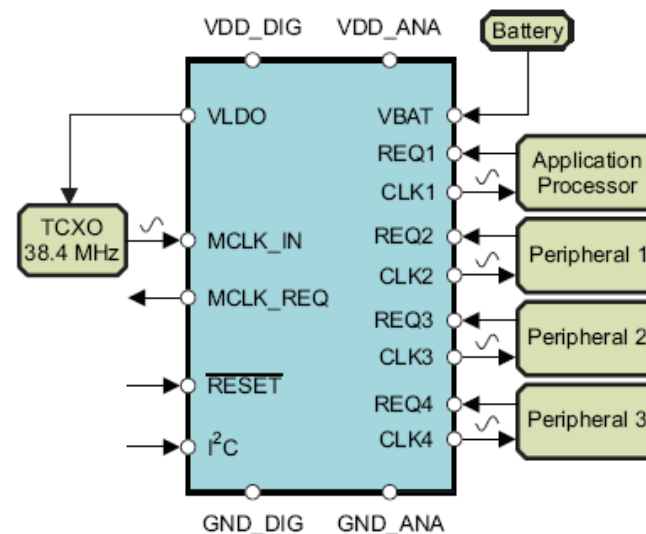 VDD_DIG VDD_ANA Battery
VLDO VBAT
REQ1 Application
Processor
CLK1
TCXO
38.4 MHz
MCLK_IN REQ2 Peripheral 1
CLK2
MCLK_REQ REQ3 Peripheral 2
CLK3
RESET REQ4 Peripheral 3
I²C CLK4
GND_DIG GND_ANA